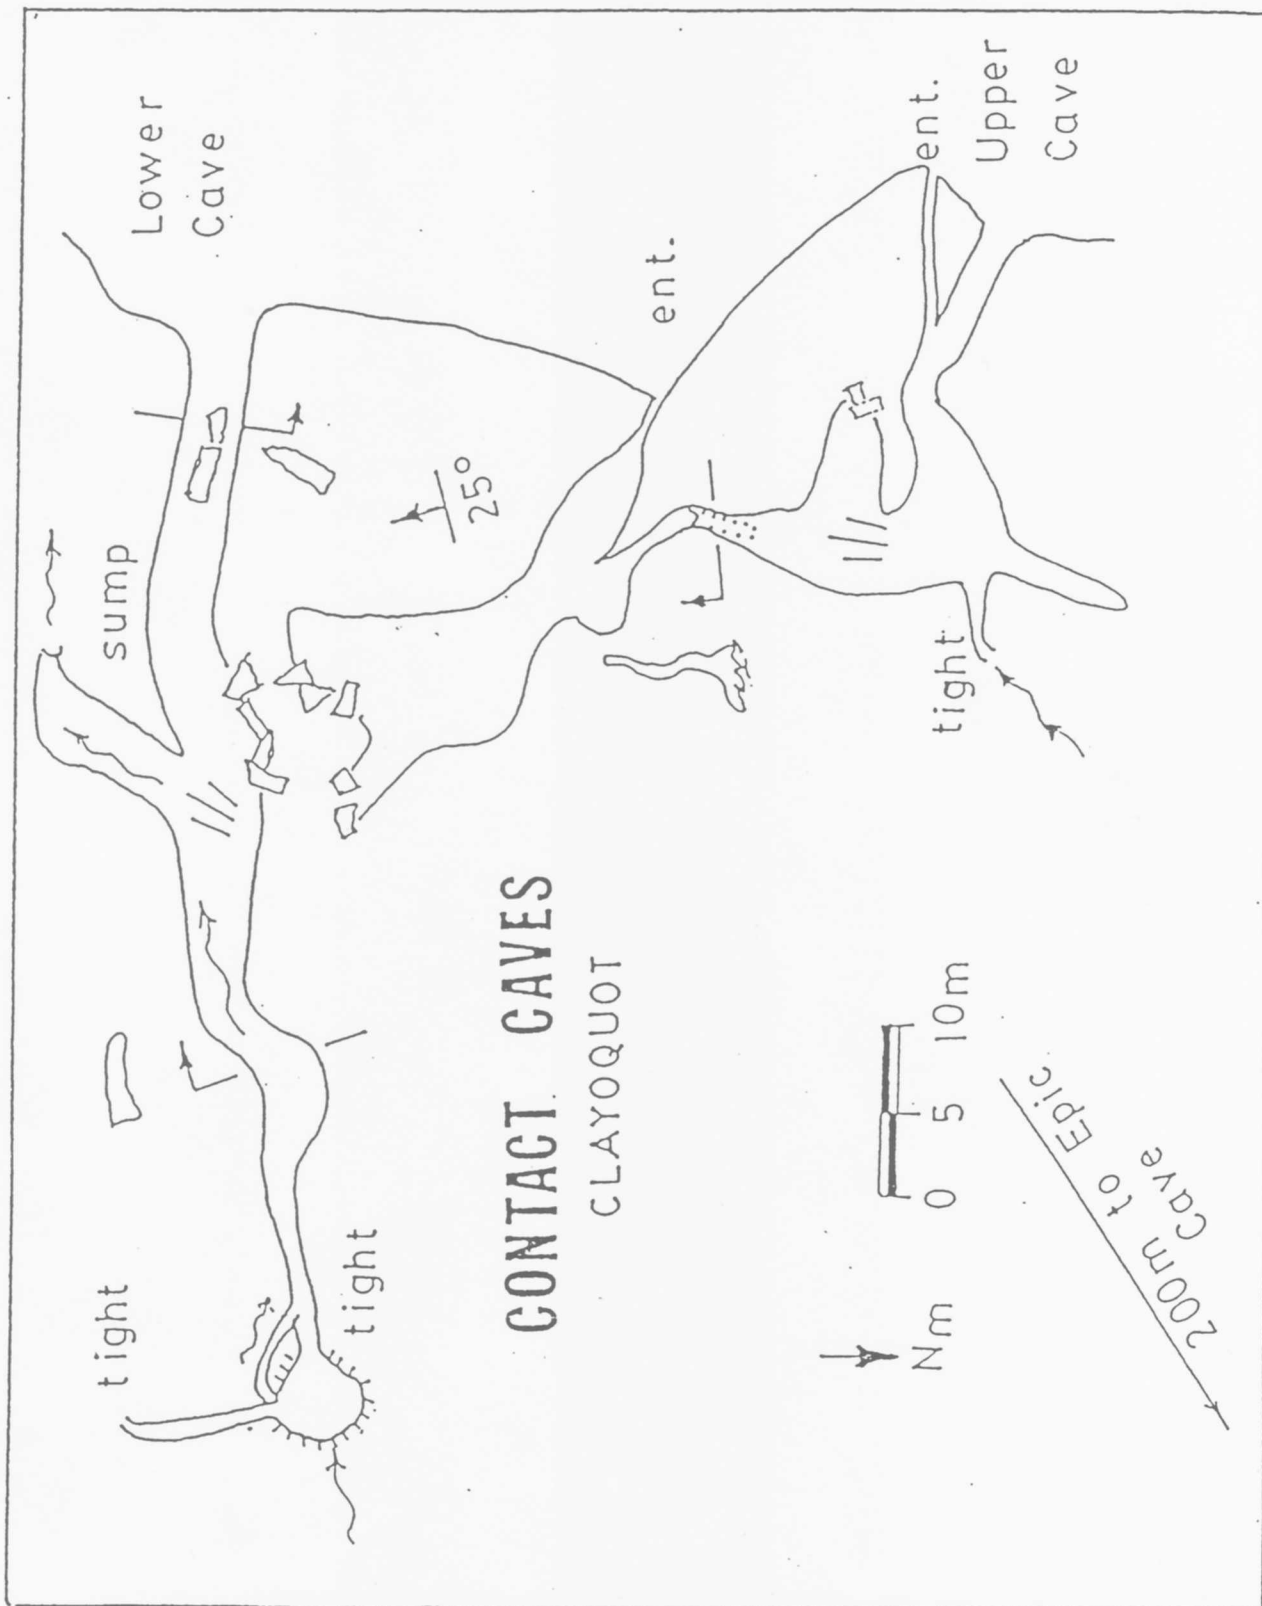 Lower
Cave
ent.
Upper
Cave
ent.
sump
25°
tight
tight
tight
CONTACT CAVES
CLAYOQUOT
0 5 10m
Nm
200m to Epic
Cave